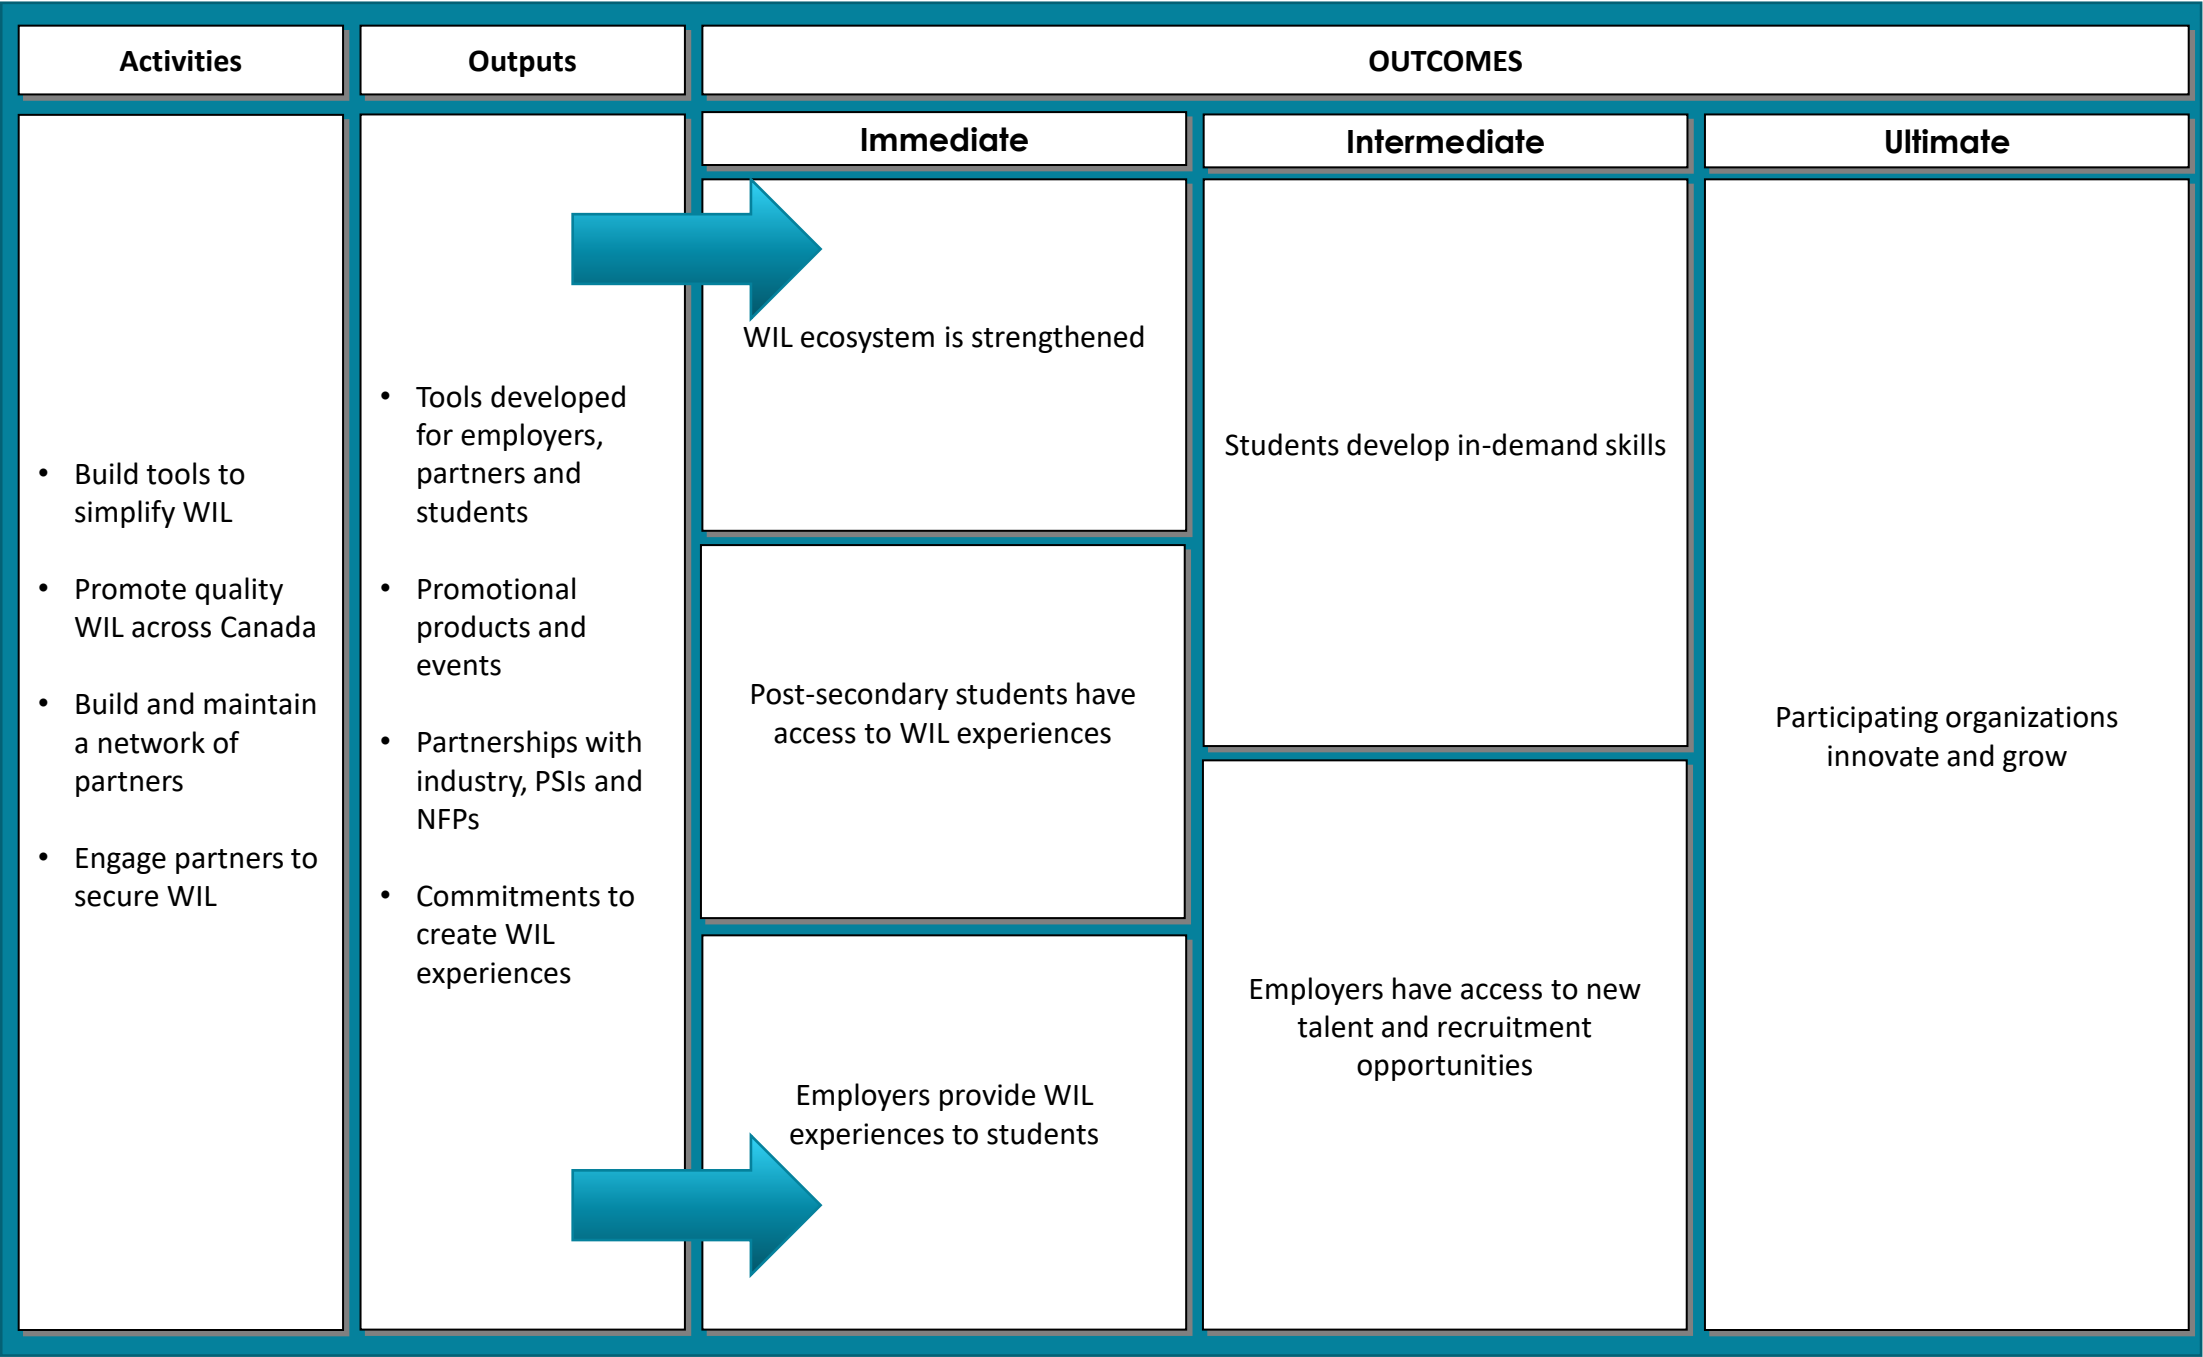 Activities
Outputs
OUTCOMES
Immediate
Intermediate
Ultimate
• Build tools to
simplify WIL
• Promote quality
WIL across Canada
• Build and maintain
a network of
partners
• Engage partners to
secure WIL
• Tools developed
for employers,
partners and
students
• Promotional
products and
events
• Partnerships with
industry, PSIs and
NFPs
• Commitments to
create WIL
experiences
WIL ecosystem is strengthened
Post-secondary students have
access to WIL experiences
Employers provide WIL
experiences to students
Students develop in-demand skills
Employers have access to new
talent and recruitment
opportunities
Participating organizations
innovate and grow